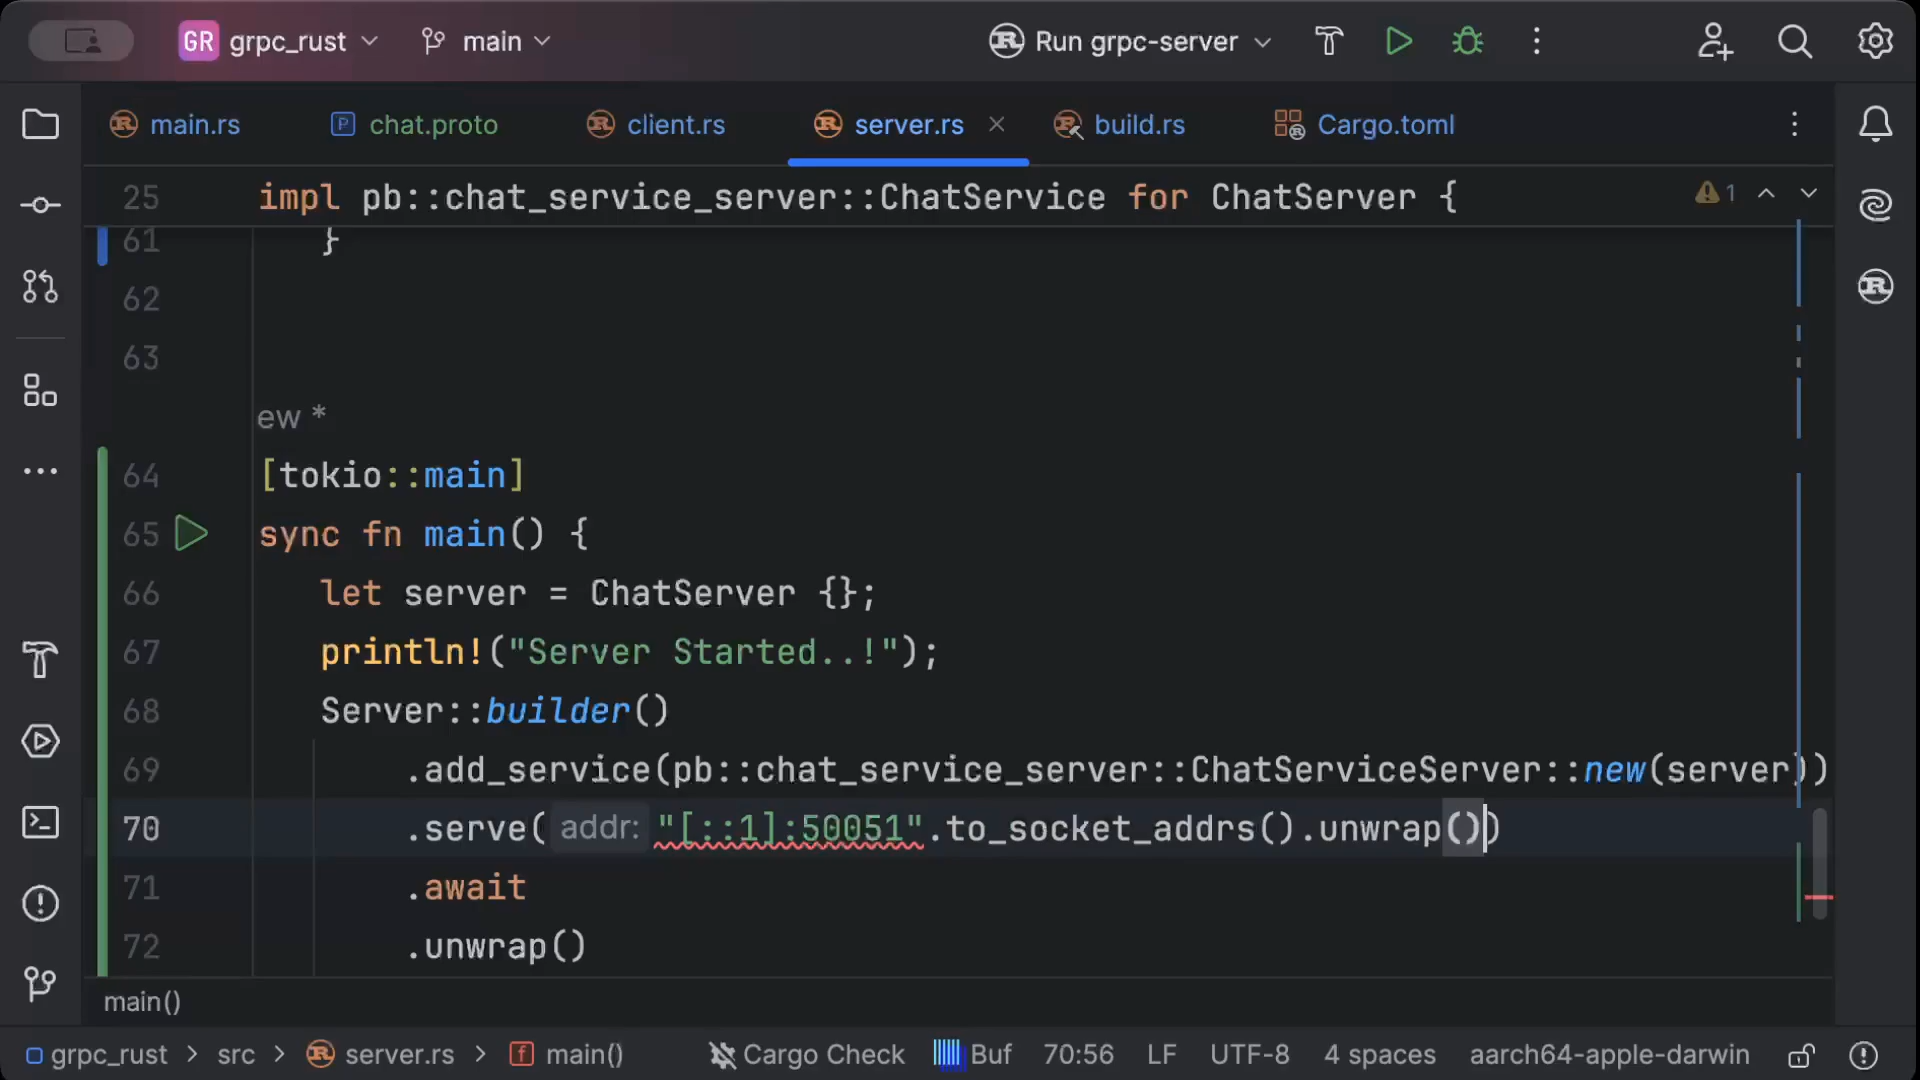 GR grpc_rust main Run grpc-server
main.rs chat.proto client.rs server.rs build.rs Cargo.toml
25 impl pb::chat_service_server::ChatService for ChatServer { 1
61 }
62
63
ew *
64 [tokio::main]
65 sync fn main() {
66 let server = ChatServer {};
67 println!("Server Started..!");
68 Server::builder()
69 .add_service(pb::chat_service_server::ChatServiceServer::new(server))
70 .serve( addr: "[::1]:50051".to_socket_addrs().unwrap())
71 .await
72 .unwrap()
main()
grpc_rust > src > server.rs > main() Cargo Check Buf 70:56 LF UTF-8 4 spaces aarch64-apple-darwin